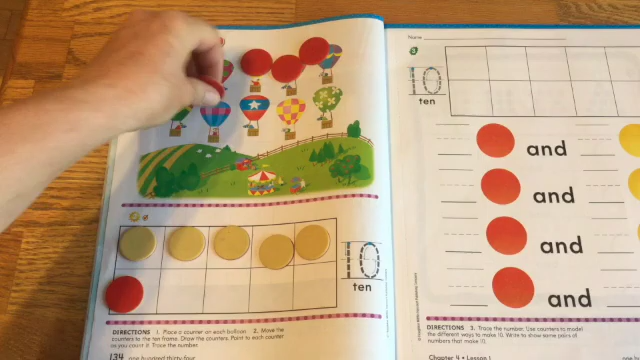 10
ten
DIRECTIONS 1. Place a counter on each balloon. 2. Move the
counters to the ten frame. Draw the counters. Point to each counter
as you count it. Trace the number.
134 one hundred thirty-four
Name
3
10
ten
and
and
and
and
DIRECTIONS 3. Trace the number. Use counters to model
the different ways to make 10. Write to show some pairs of
numbers that make 10.
Chapter 4 • Lesson 1